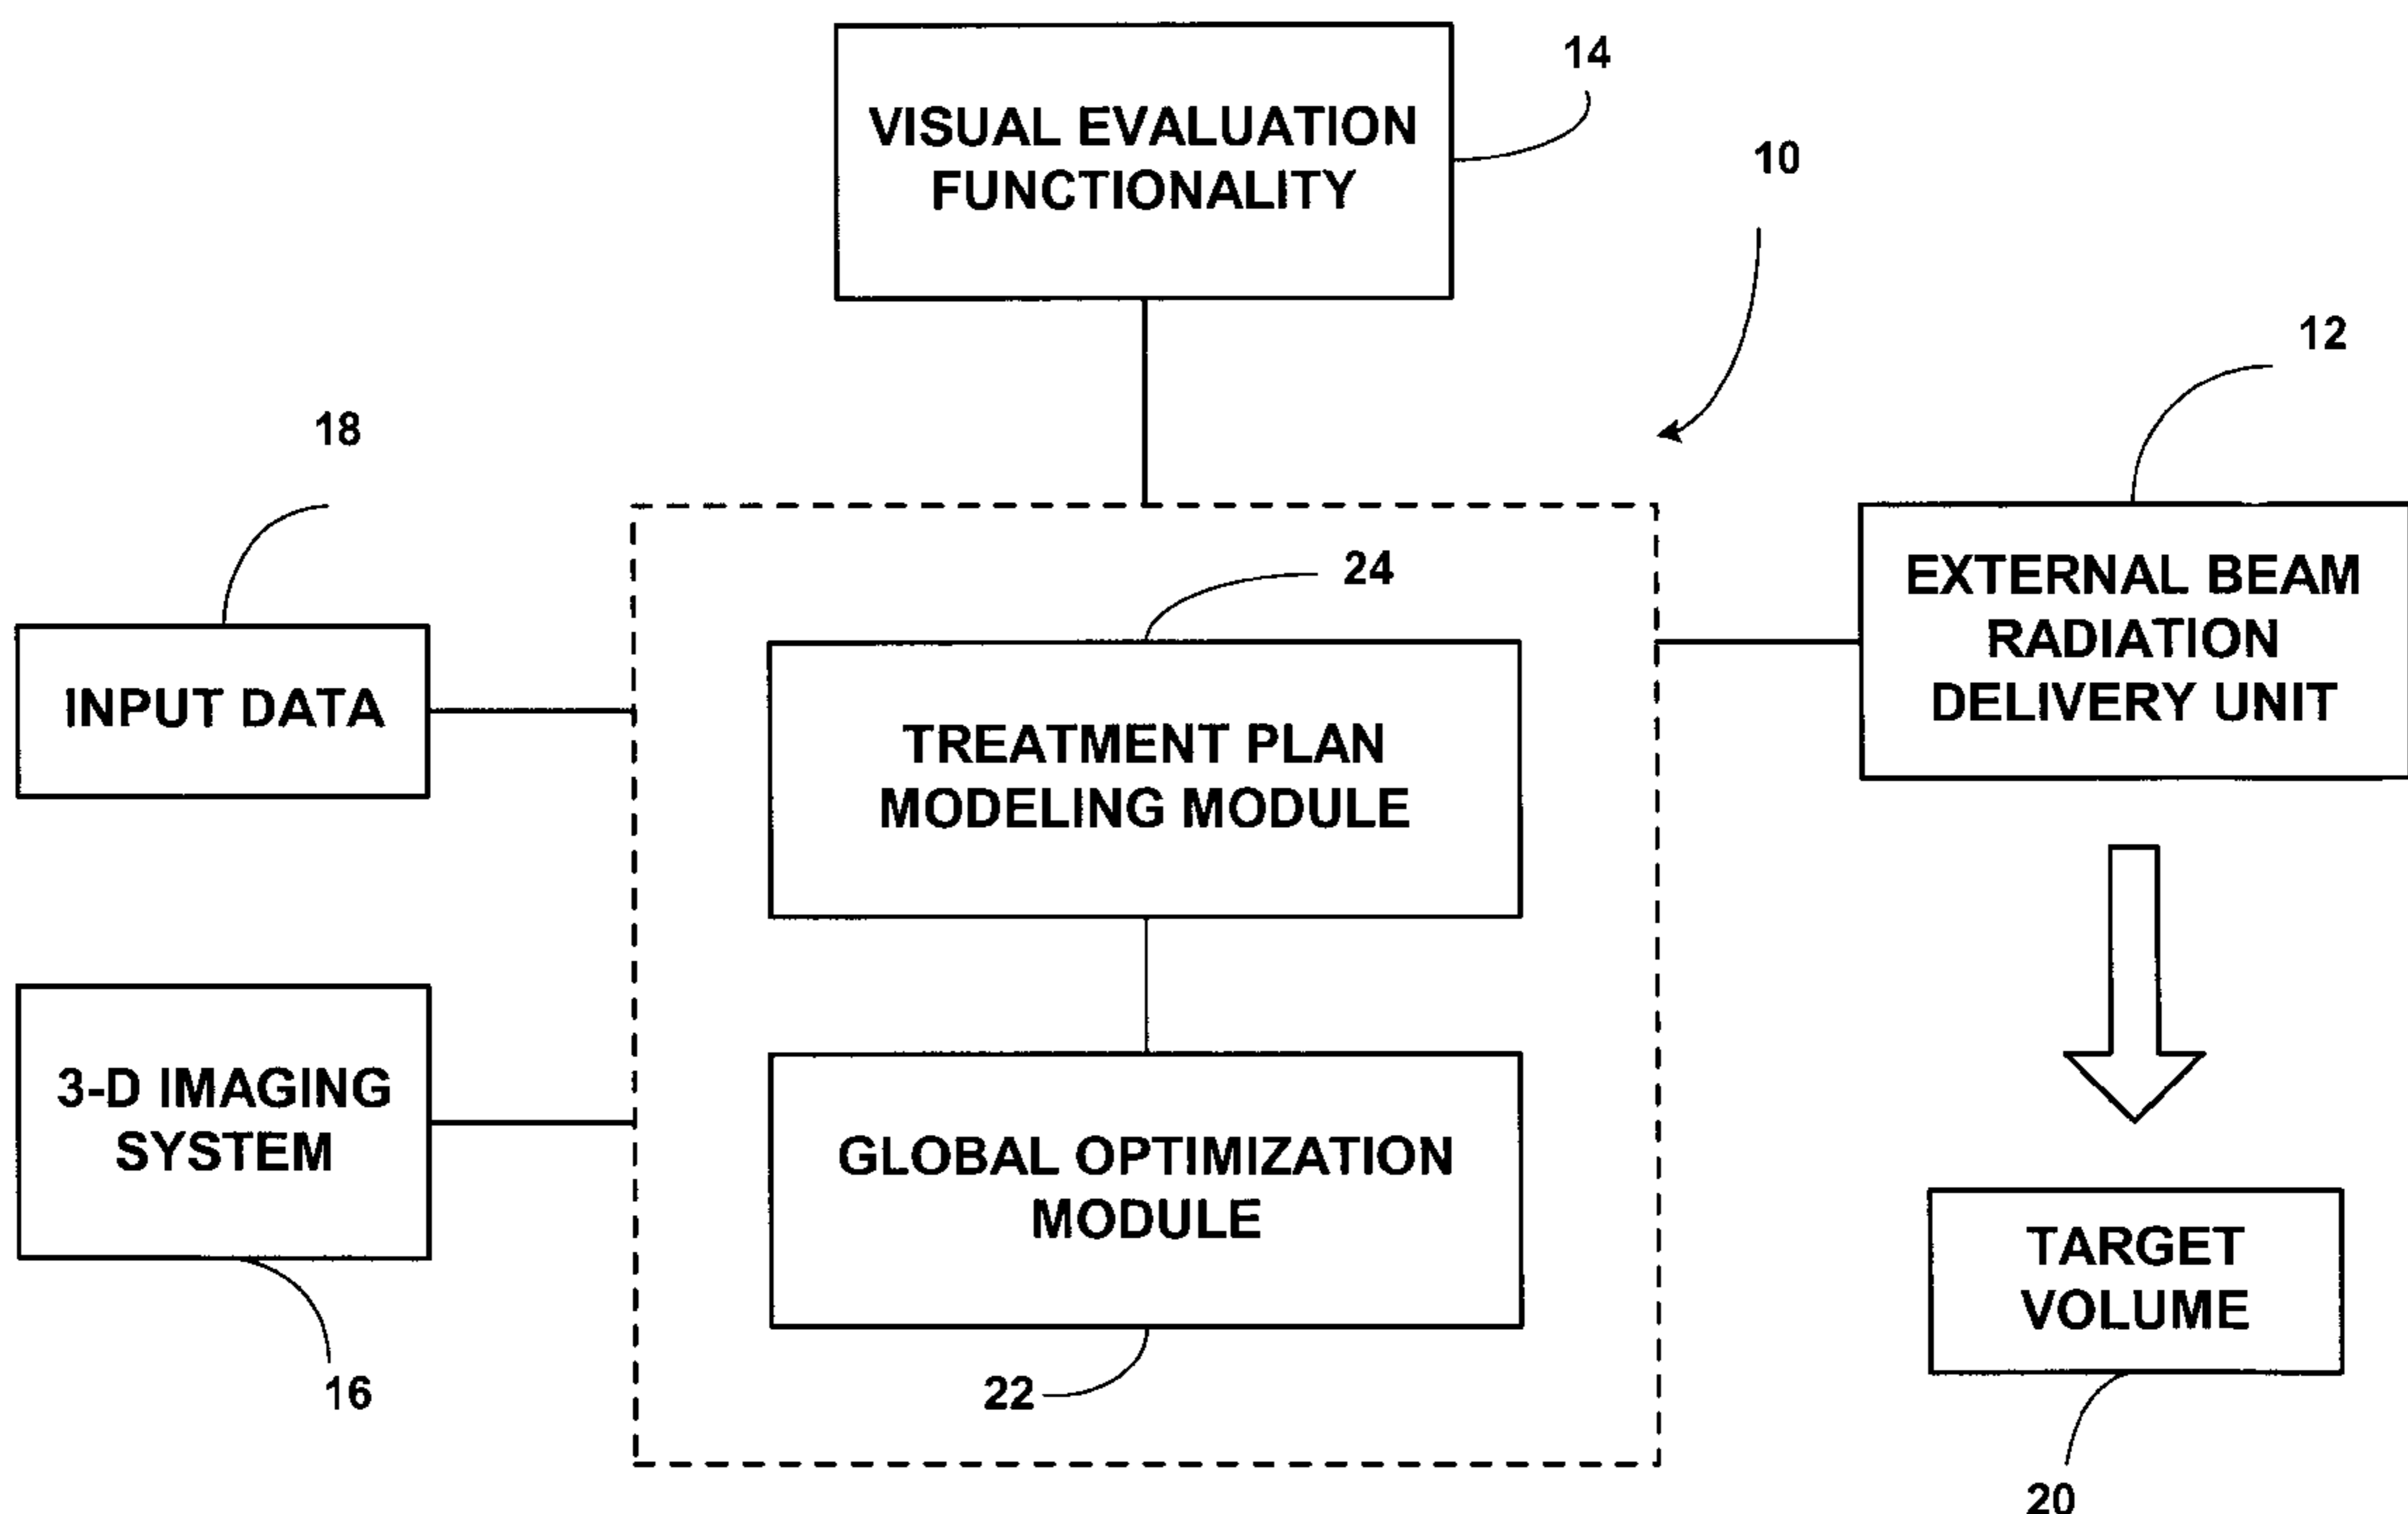 14
VISUAL EVALUATION
FUNCTIONALITY
10
12
18
24
EXTERNAL BEAM
RADIATION
DELIVERY UNIT
INPUT DATA
TREATMENT PLAN
MODELING MODULE
3-D IMAGING
SYSTEM
GLOBAL OPTIMIZATION
MODULE
TARGET
VOLUME
16
22
20